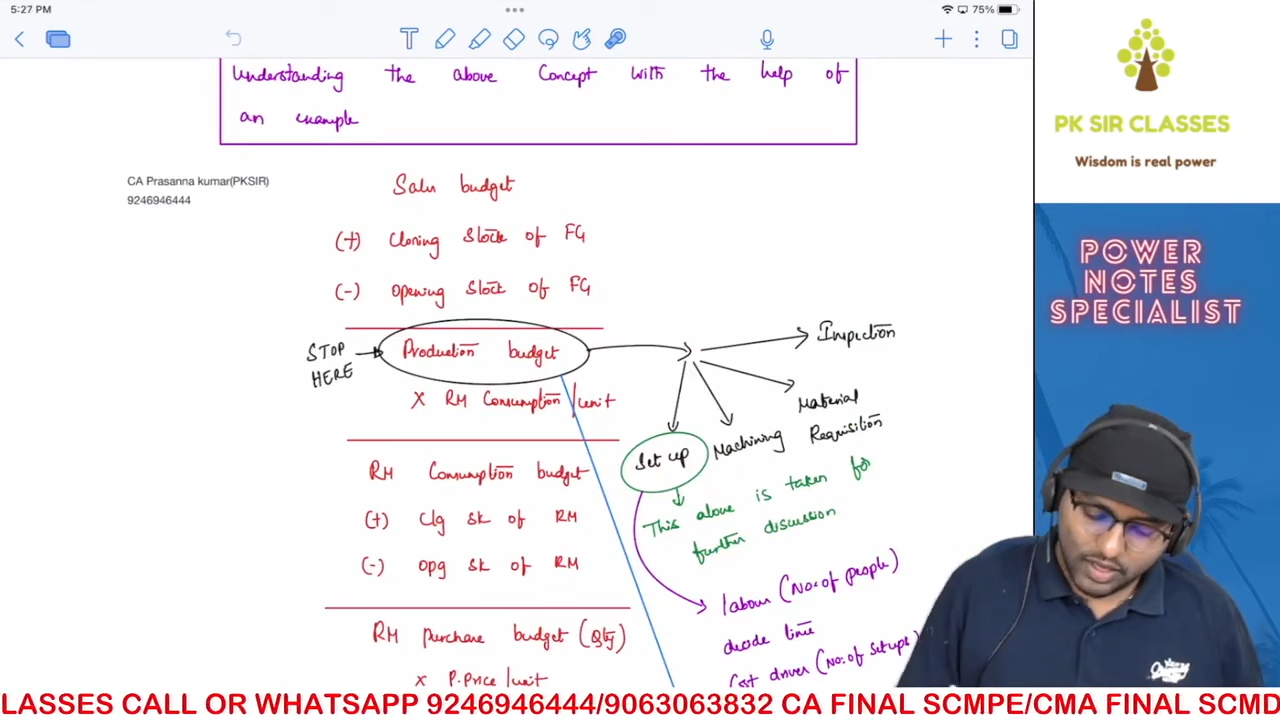 5:27 PM
75%
Understanding the above Concept with the help of
an example
CA Prasanna kumar(PKSIR)
9246946444
Sales budget
(+) Closing Stock of FG
(-) Opening Stock of FG
STOP
HERE
Production budget
X RM Consumption/unit
RM Consumption budget
(+) Clg SK of RM
(-) Opg SK of RM
RM Purchase budget (Qty)
x P.Price/unit
Inspection
Material
Requisition
Machining
Set up
This above is taken for
further discussion
labour (No. of people)
decide time
Cost driver (No. of Setups)
PK SIR CLASSES
Wisdom is real power
POWER
NOTES
SPECIALIST
LASSES CALL OR WHATSAPP 9246946444/9063063832 CA FINAL SCMPE/CMA FINAL SCMD